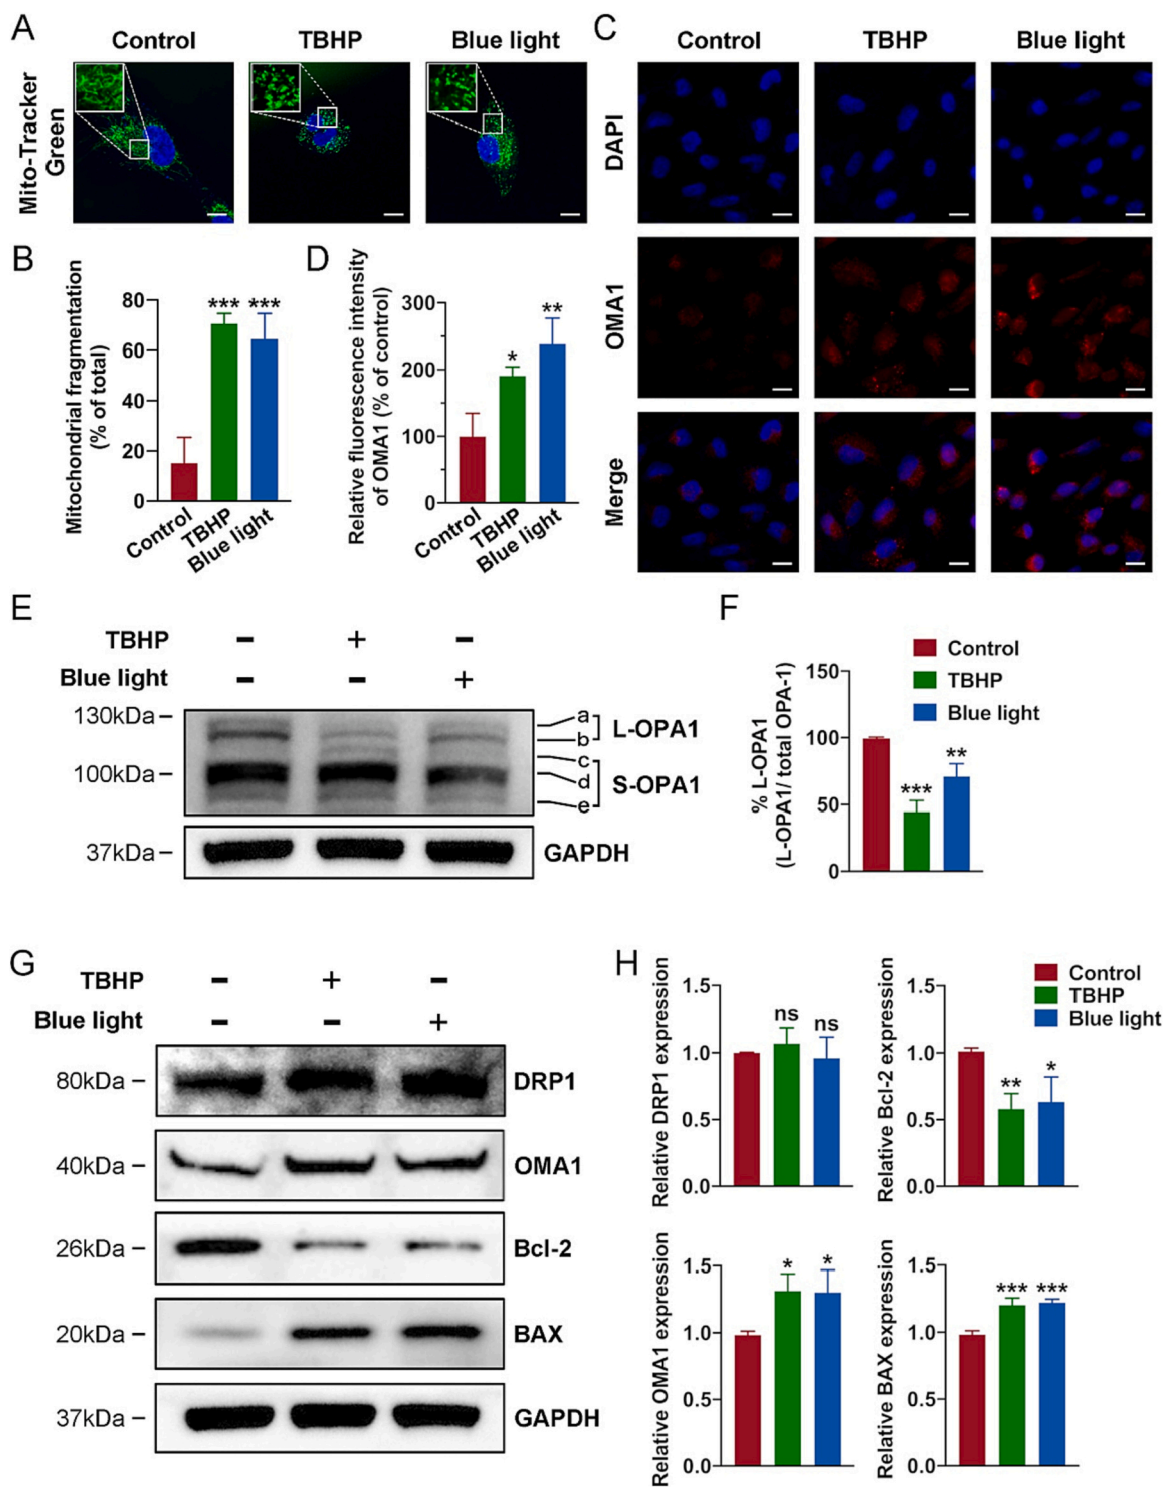 A
Control
TBHP
Blue light
Mito-Tracker
Green
B
Mitochondrial fragmentation
(% of total)
80
60
40
20
0
Control
TBHP
Blue light
***
***
C
Control
TBHP
Blue light
DAPI
OMA1
Merge
D
Relative fluorescence intensity
of OMA1 (% of control)
300
200
100
0
Control
TBHP
Blue light
*
**
E
TBHP
− + −
Blue light
− − +
130kDa
100kDa
37kDa
a
b
c
d
e
L-OPA1
S-OPA1
GAPDH
F
Control
TBHP
Blue light
% L-OPA1
(L-OPA1/ total OPA-1)
150
100
50
0
***
**
G
TBHP
− + −
Blue light
− − +
80kDa
DRP1
40kDa
OMA1
26kDa
Bcl-2
20kDa
BAX
37kDa
GAPDH
H
Control
TBHP
Blue light
Relative DRP1 expression
1.5
1.0
0.5
0.0
ns
ns
Relative Bcl-2 expression
1.5
1.0
0.5
0.0
**
*
Relative OMA1 expression
1.5
1.0
0.5
0.0
*
*
Relative BAX expression
1.5
1.0
0.5
0.0
***
***